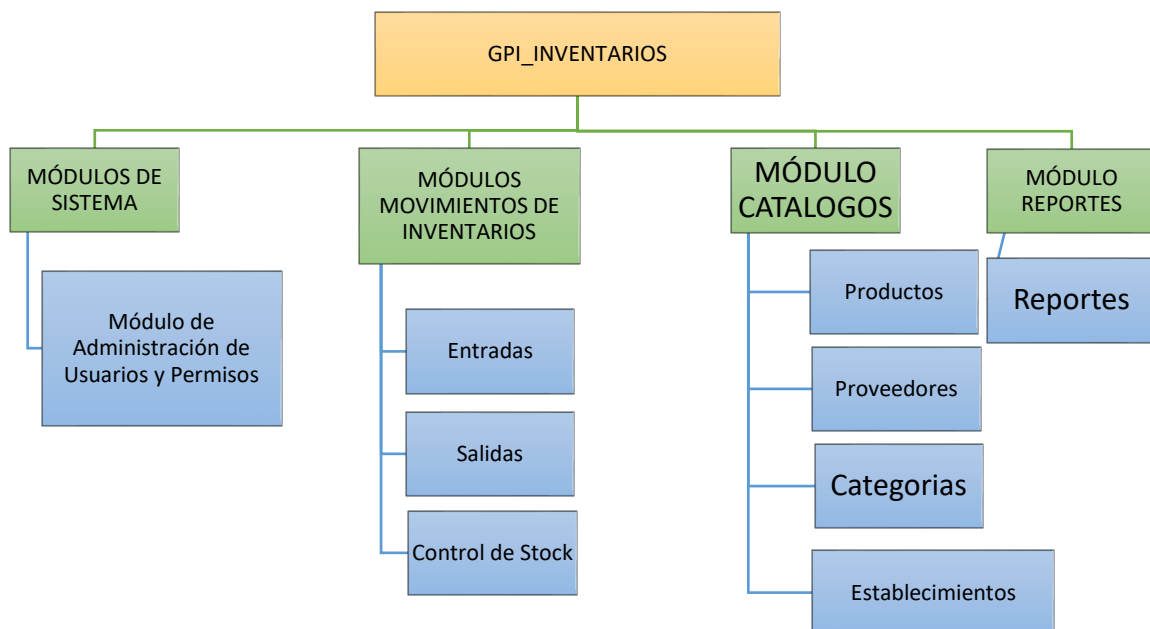 GPI_INVENTARIOS
MÓDULOS DE
SISTEMA
Módulo de
Administración de
Usuarios y Permisos
MÓDULOS
MOVIMIENTOS DE
INVENTARIOS
Entradas
Salidas
Control de Stock
MÓDULO
CATALOGOS
Productos
Proveedores
Categorias
Establecimientos
MÓDULO
REPORTES
Reportes